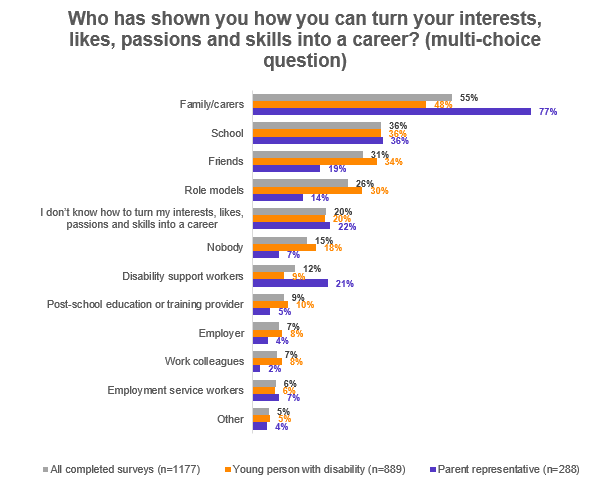 Who has shown you how you can turn your interests,
likes, passions and skills into a career? (multi-choice
question)
Family/carers
55%
48%
77%
School
36%
36%
36%
Friends
31%
34%
19%
Role models
26%
30%
14%
I don't know how to turn my interests, likes,
passions and skills into a career
20%
20%
22%
Nobody
15%
18%
7%
Disability support workers
12%
9%
21%
Post-school education or training provider
9%
10%
5%
Employer
7%
8%
4%
Work colleagues
7%
8%
2%
Employment service workers
6%
6%
7%
Other
5%
5%
4%
All completed surveys (n=1177)
Young person with disability (n=889)
Parent representative (n=288)